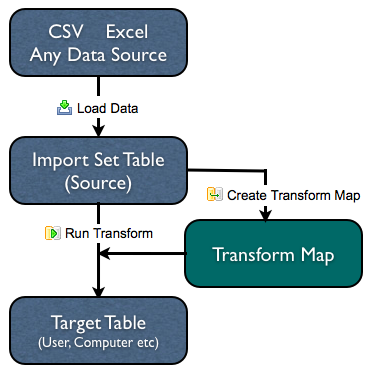 CSV Excel
Any Data Source
Load Data
Import Set Table
(Source)
Create Transform Map
Run Transform
Transform Map
Target Table
(User, Computer etc)